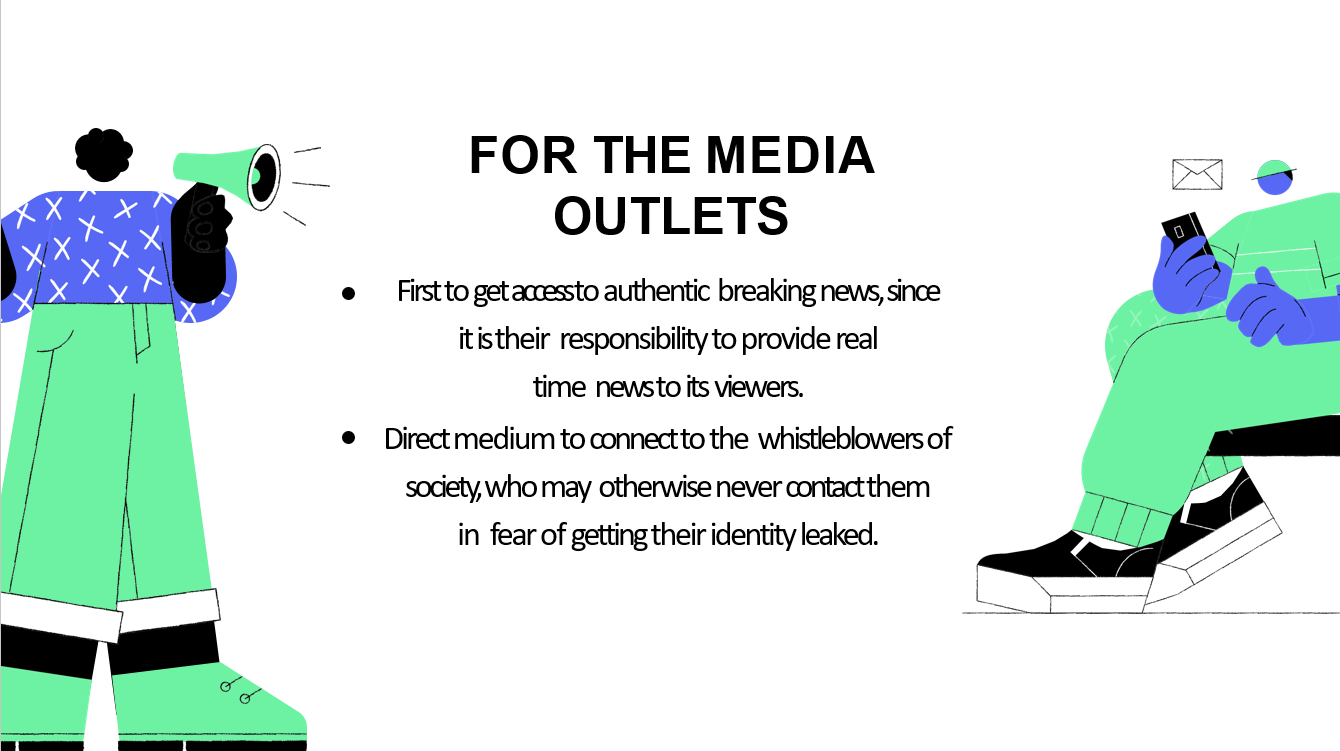 FOR THE MEDIA
OUTLETS
● First to get access to authentic breaking news, since
it is their responsibility to provide real
time news to its viewers.
● Direct medium to connect to the whistleblowers of
society, who may otherwise never contact them
in fear of getting their identity leaked.